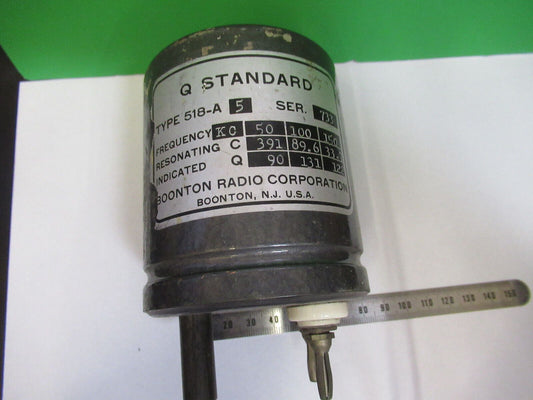 Q STANDARD
TYPE 518-A 5 SER.
FREQUENCY KC 50 100
RESONATING C 391 89.6
INDICATED Q 90 131
BOONTON RADIO CORPORATION
BOONTON, N.J. U.S.A.
20 30 40 80 90 100 110 120 130 140 150